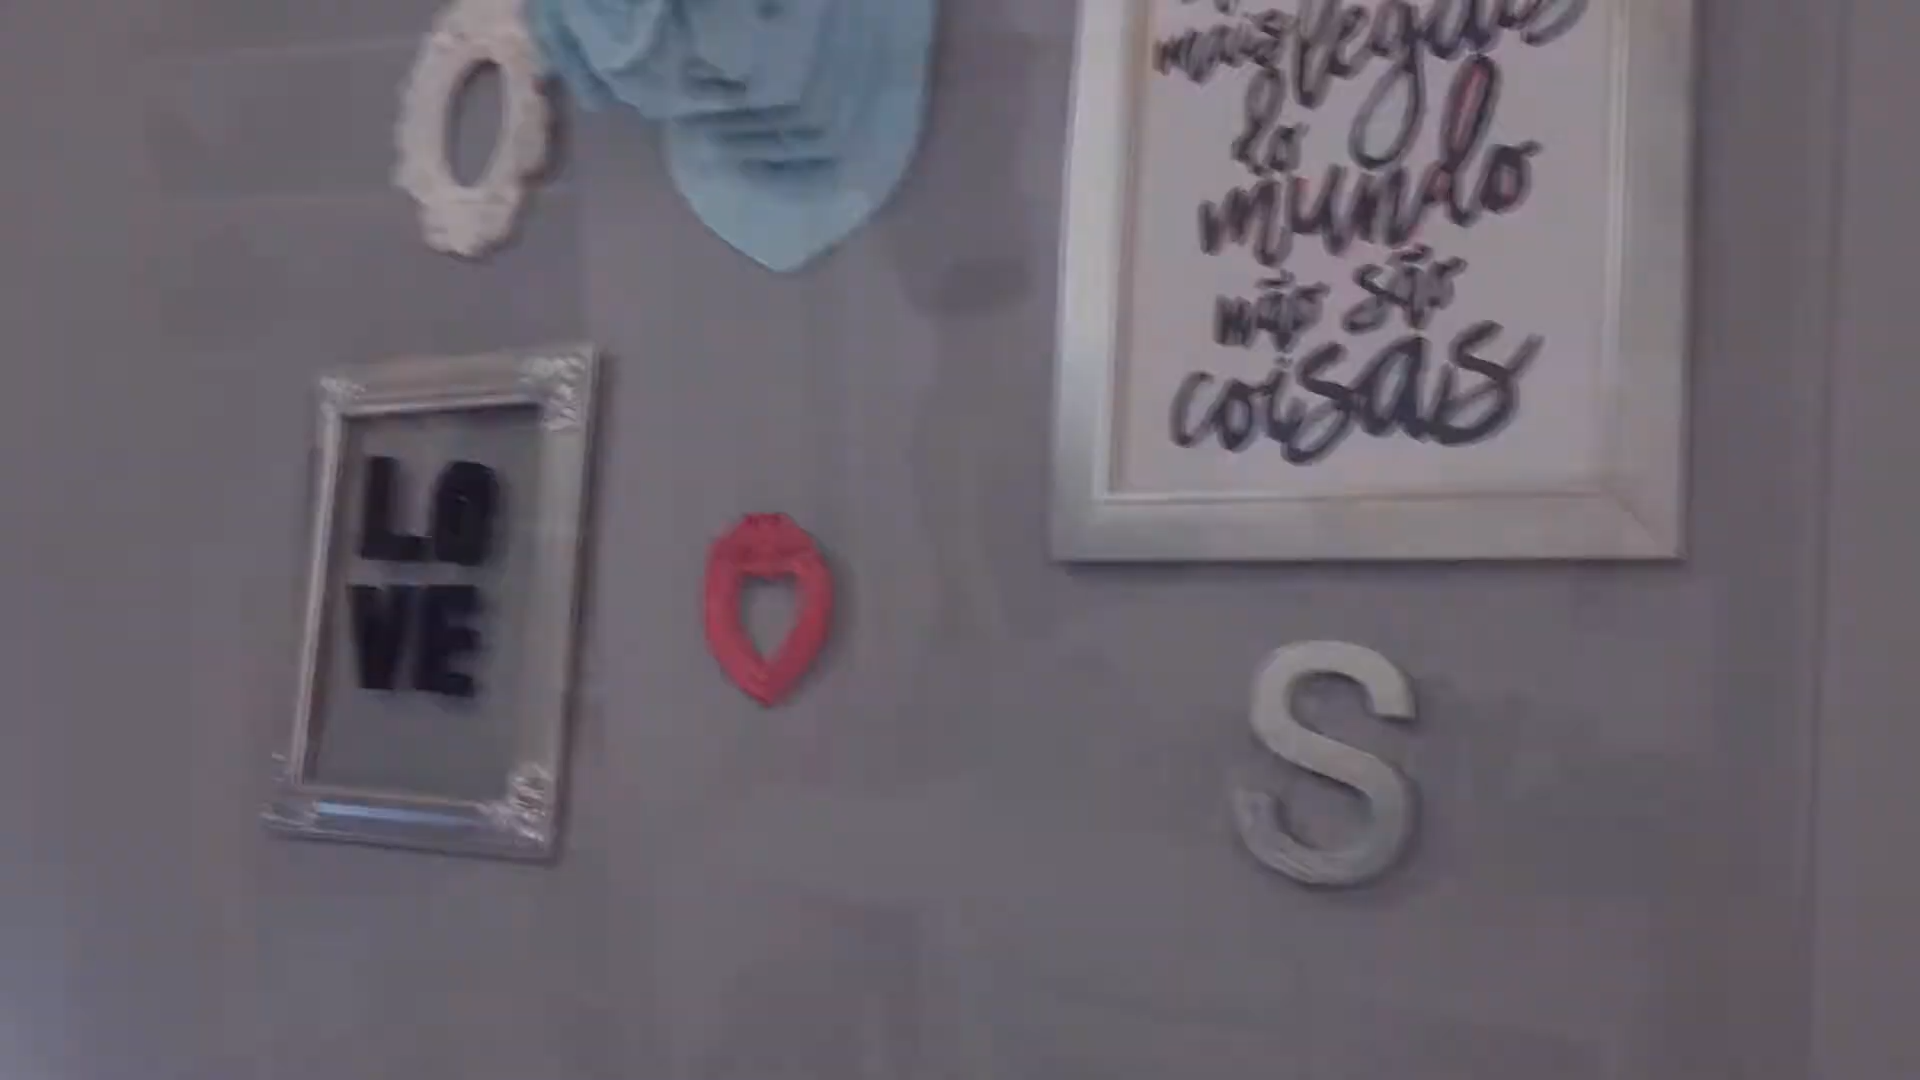 mais legais
do
mundo
não são
coisas
LO
VE
S